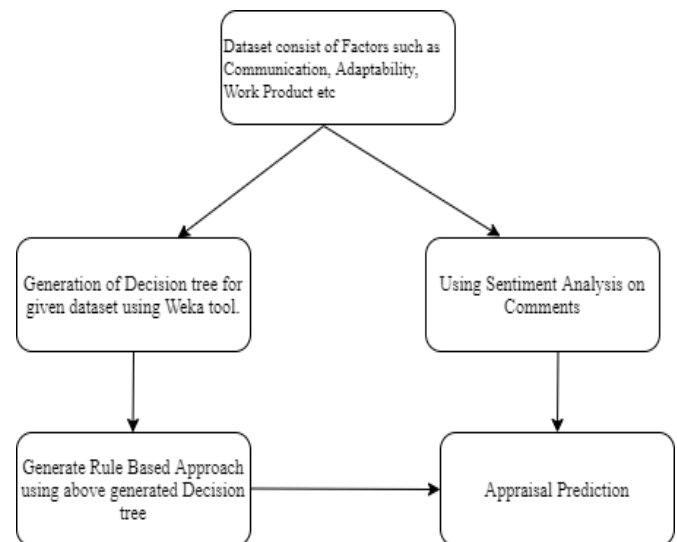 Dataset consist of Factors such as
Communication, Adaptability,
Work Product etc
Generation of Decision tree for
given dataset using Weka tool.
Using Sentiment Analysis on
Comments
Generate Rule Based Approach
using above generated Decision
tree
Appraisal Prediction